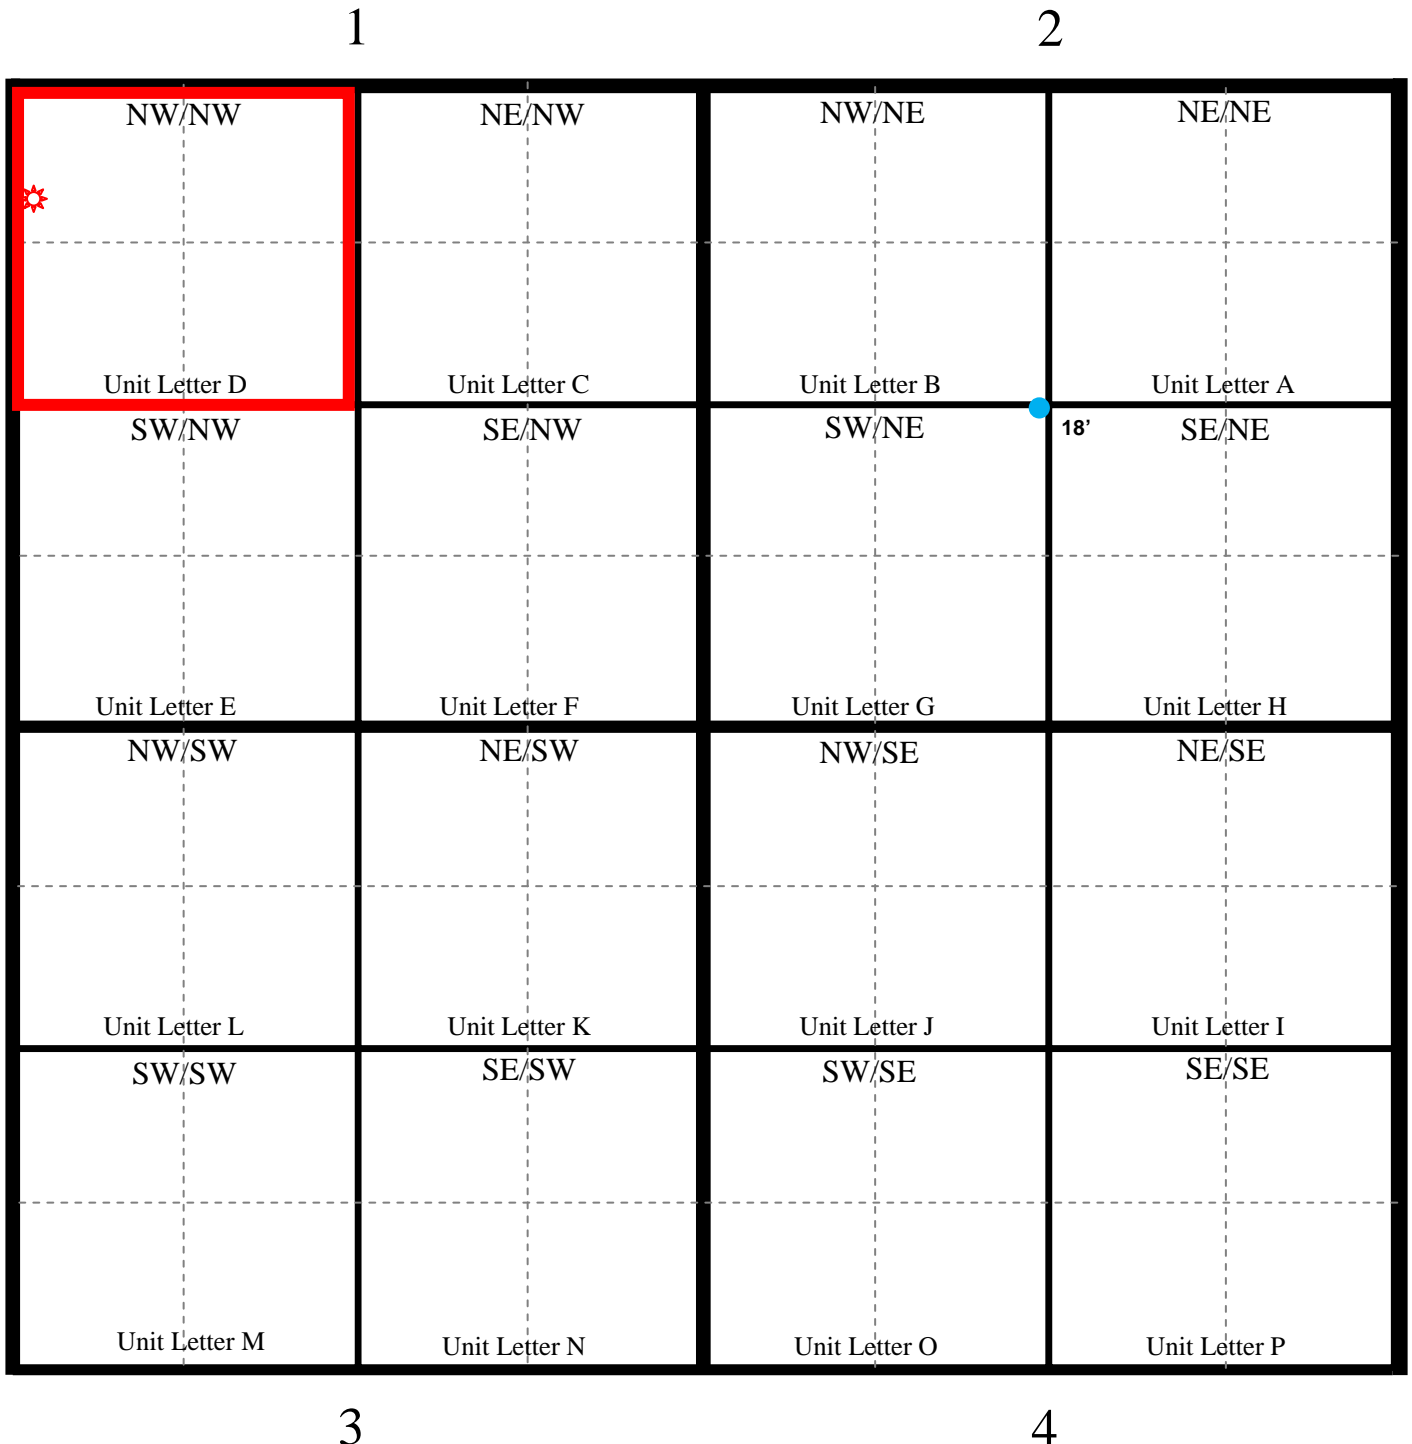 1 2
NW/NW NE/NW NW/NE NE/NE
Unit Letter D Unit Letter C Unit Letter B Unit Letter A
SW/NW SE/NW SW/NE 18’ SE/NE
Unit Letter E Unit Letter F Unit Letter G Unit Letter H
NW/SW NE/SW NW/SE NE/SE
Unit Letter L Unit Letter K Unit Letter J Unit Letter I
SW/SW SE/SW SW/SE SE/SE
Unit Letter M Unit Letter N Unit Letter O Unit Letter P
3 4